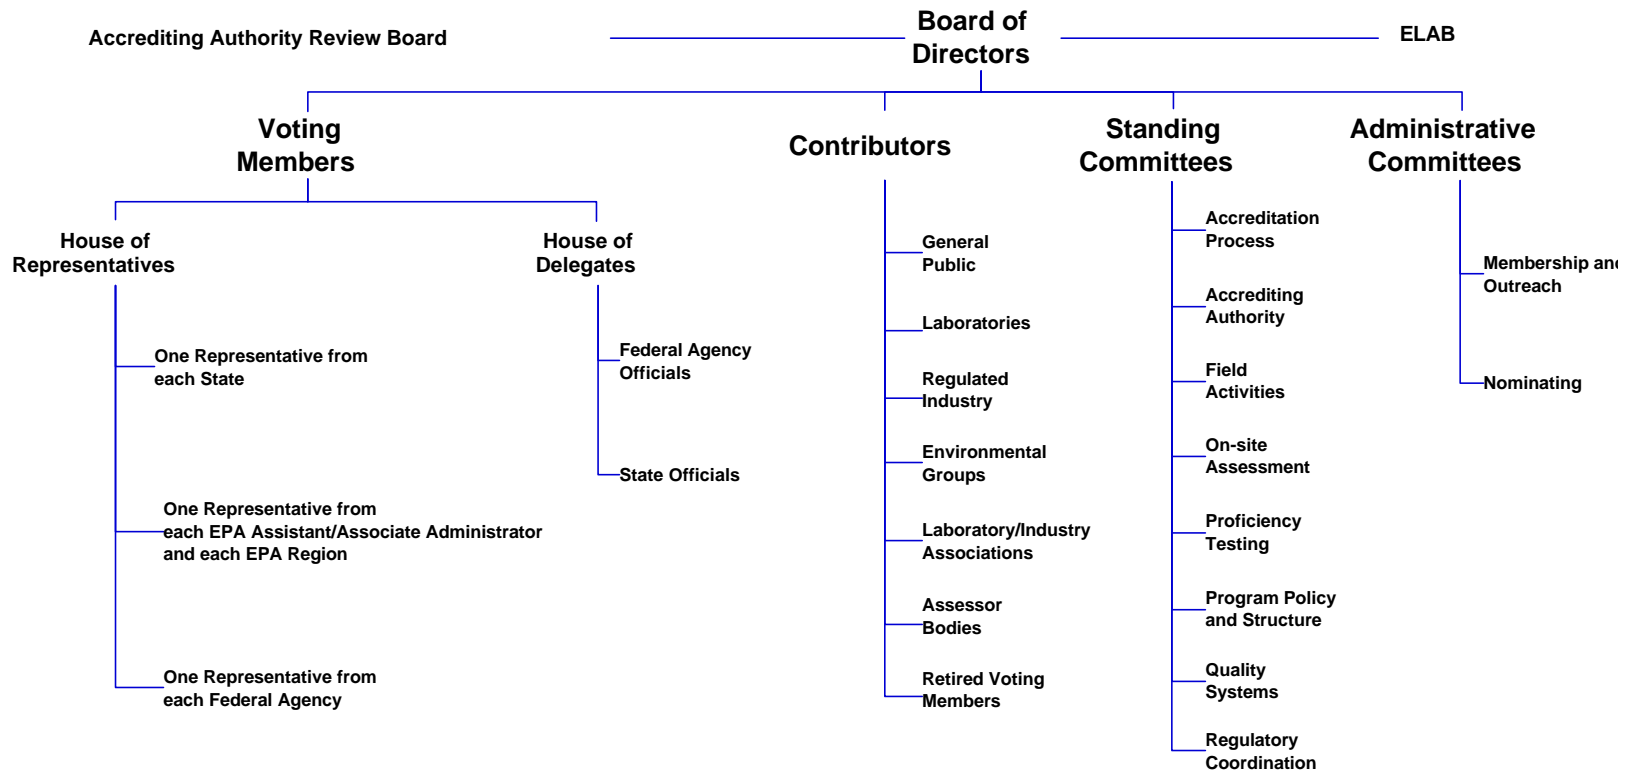 Accrediting Authority Review Board
Board of
Directors
ELAB
Voting
Members
House of
Representatives
One Representative from
each State
One Representative from
each EPA Assistant/Associate Administrator
and each EPA Region
One Representative from
each Federal Agency
House of
Delegates
Federal Agency
Officials
State Officials
Contributors
General
Public
Laboratories
Regulated
Industry
Environmental
Groups
Laboratory/Industry
Associations
Assessor
Bodies
Retired Voting
Members
Standing
Committees
Accreditation
Process
Accrediting
Authority
Field
Activities
On-site
Assessment
Proficiency
Testing
Program Policy
and Structure
Quality
Systems
Regulatory
Coordination
Administrative
Committees
Membership and
Outreach
Nominating